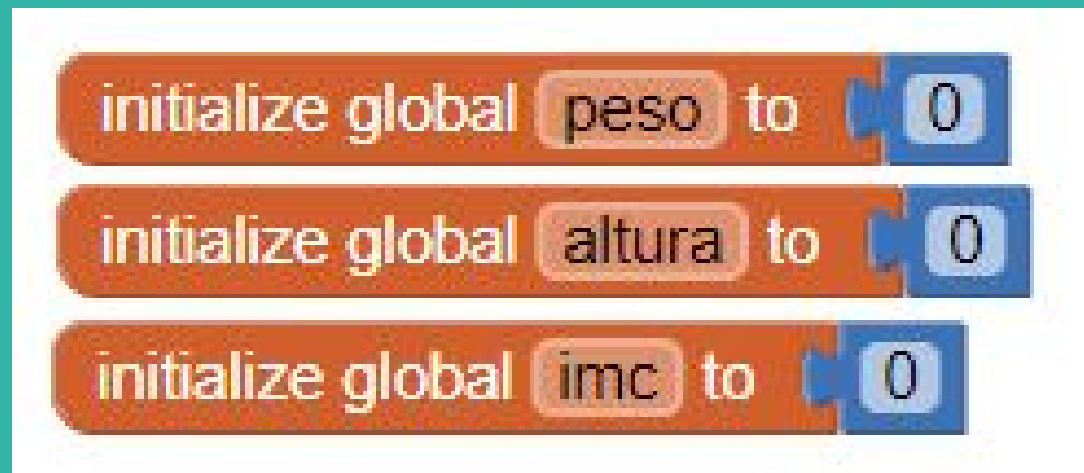 initialize global peso to 0
initialize global altura to 0
initialize global imc to 0